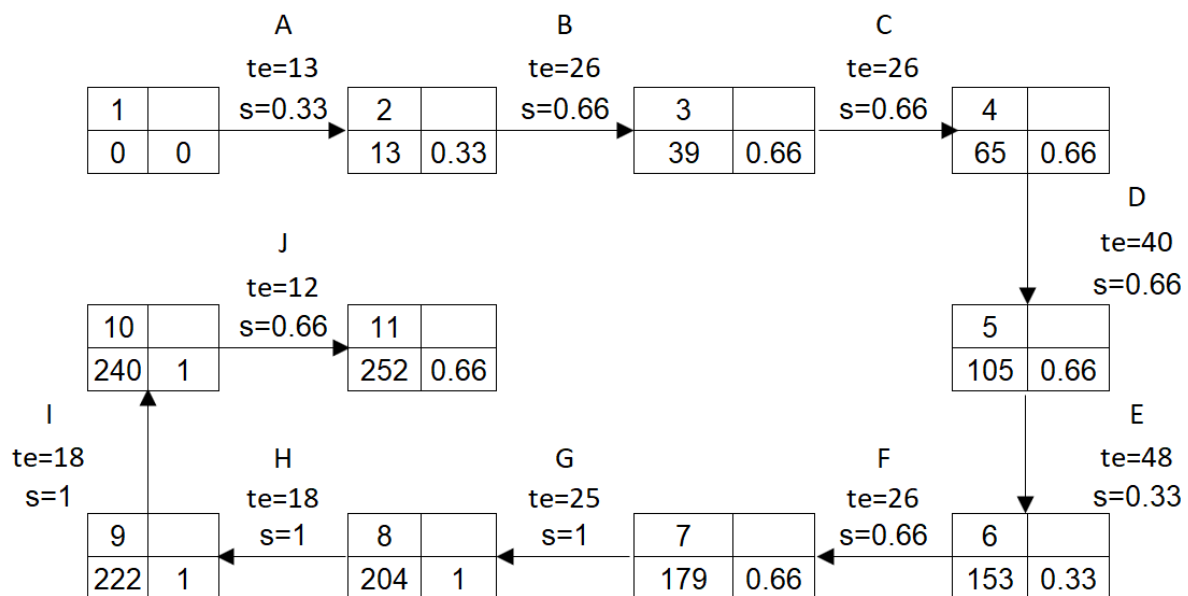 A B C
te=13 te=26 te=26
1 s=0.33 2 s=0.66 3 s=0.66 4
0 0 13 0.33 39 0.66 65 0.66
D
J te=40
te=12 s=0.66
10 s=0.66 11 5
240 1 252 0.66 105 0.66
I E
te=18 H G F te=48
s=1 te=18 te=25 te=26 s=0.33
9 s=1 8 s=1 7 s=0.66 6
222 1 204 1 179 0.66 153 0.33